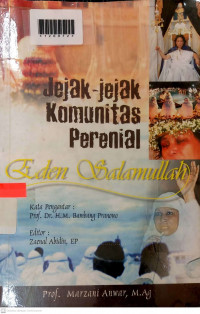 Jejak-jejak
Komunitas
Perenial
Eden Salamullah
Kata Pengantar :
Prof. Dr. H.M. Bambang Pranowo
Editor :
Zaenal Abidin, EP
Prof. Marzani Anwar, M.Ag